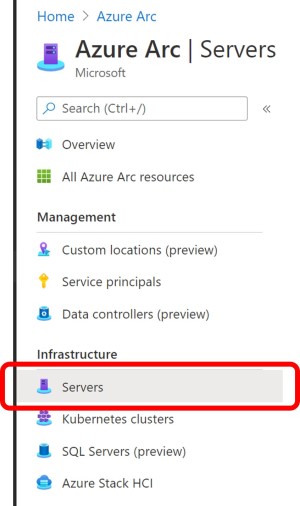 Home > Azure Arc
Azure Arc | Servers
Microsoft
Search (Ctrl+/) «
Overview
All Azure Arc resources
Management
Custom locations (preview)
Service principals
Data controllers (preview)
Infrastructure
Servers
Kubernetes clusters
SQL Servers (preview)
Azure Stack HCI